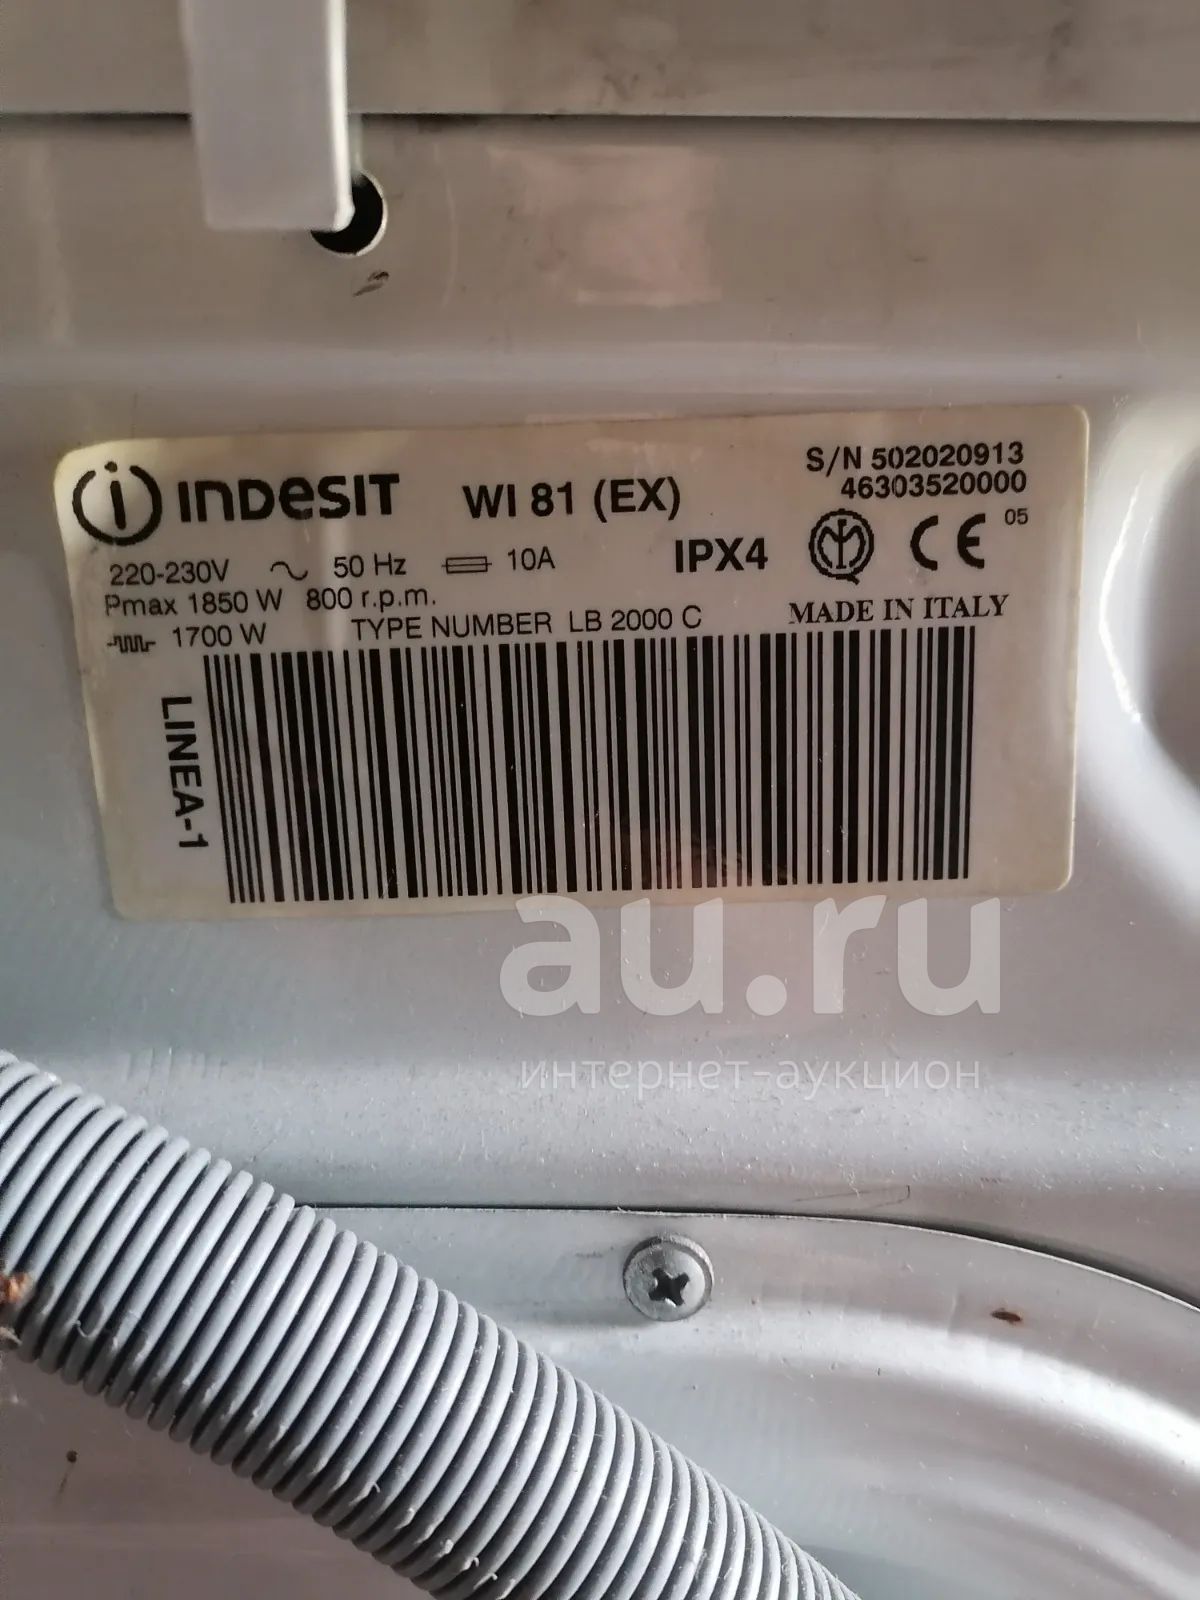 INDESIT WI 81 (EX) S/N 502020913
46303520000
220-230V 50 Hz 10A IPX4 CE 05
Pmax 1850 W 800 r.p.m.
1700 W TYPE NUMBER LB 2000 C MADE IN ITALY
LINEA-1
au.ru
интернет-аукцион